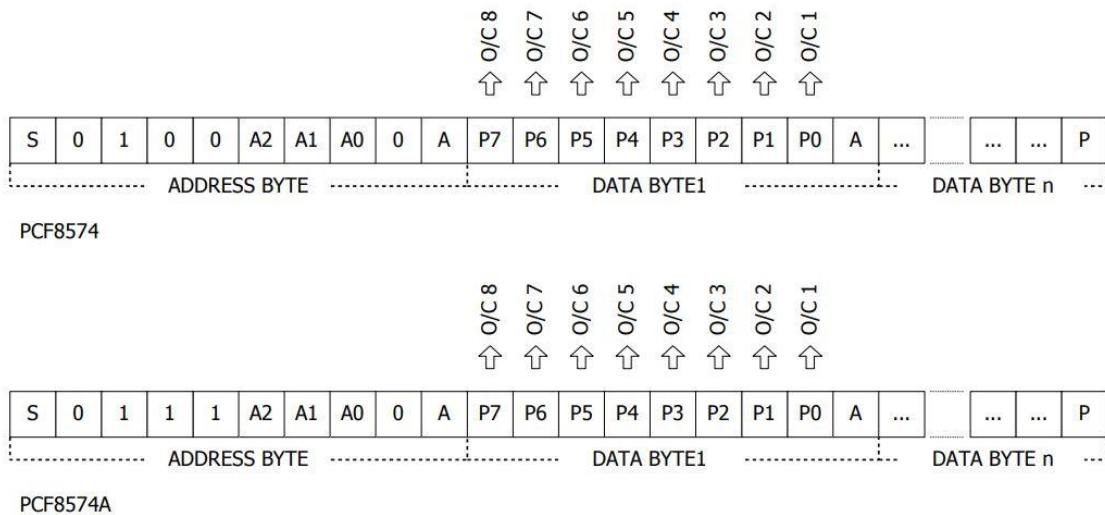 O/C 8 O/C 7 O/C 6 O/C 5 O/C 4 O/C 3 O/C 2 O/C 1
S 0 1 0 0 A2 A1 A0 0 A P7 P6 P5 P4 P3 P2 P1 P0 A ... ... ... P
ADDRESS BYTE DATA BYTE1 DATA BYTE n
PCF8574
O/C 8 O/C 7 O/C 6 O/C 5 O/C 4 O/C 3 O/C 2 O/C 1
S 0 1 1 1 A2 A1 A0 0 A P7 P6 P5 P4 P3 P2 P1 P0 A ... ... ... P
ADDRESS BYTE DATA BYTE1 DATA BYTE n
PCF8574A